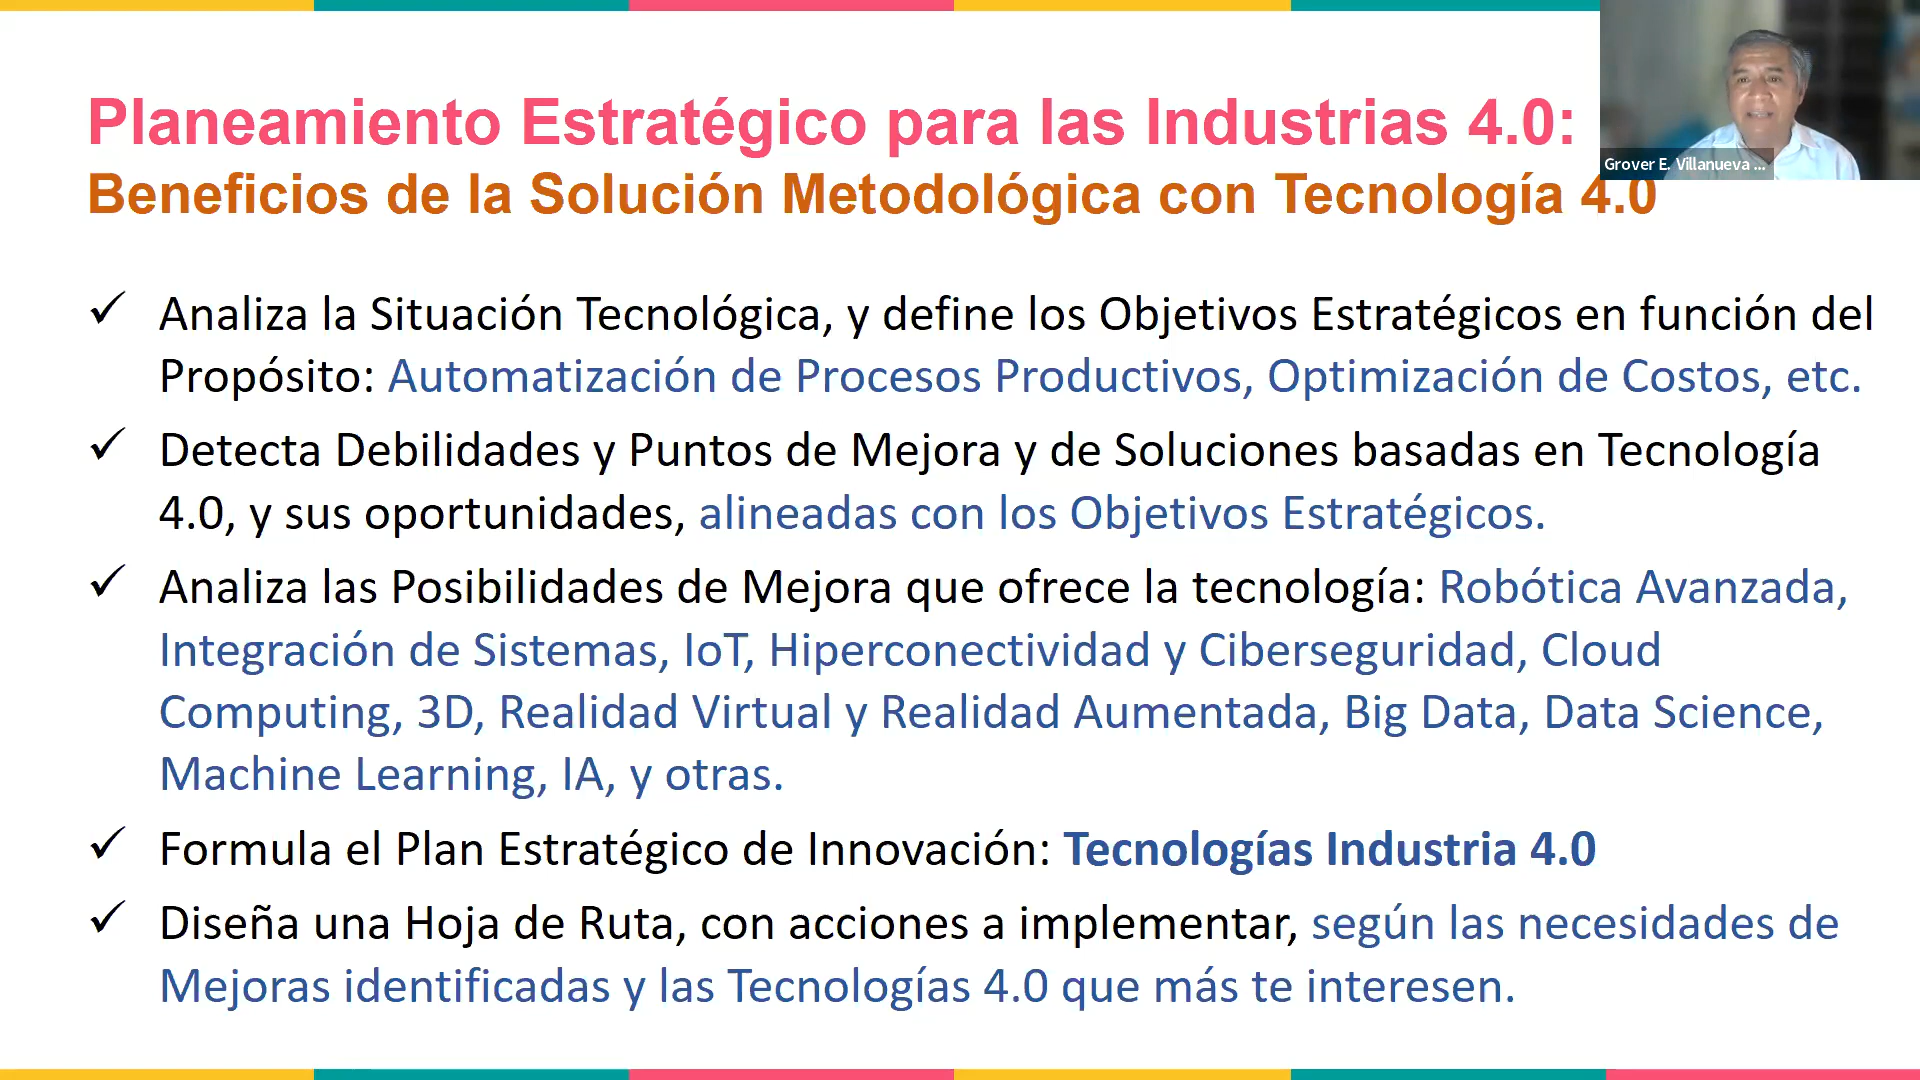 Planeamiento Estratégico para las Industrias 4.0:
Beneficios de la Solución Metodológica con Tecnología 4.0
Grover E. Villanueva ...
✓ Analiza la Situación Tecnológica, y define los Objetivos Estratégicos en función del
Propósito: Automatización de Procesos Productivos, Optimización de Costos, etc.
✓ Detecta Debilidades y Puntos de Mejora y de Soluciones basadas en Tecnología
4.0, y sus oportunidades, alineadas con los Objetivos Estratégicos.
✓ Analiza las Posibilidades de Mejora que ofrece la tecnología: Robótica Avanzada,
Integración de Sistemas, IoT, Hiperconectividad y Ciberseguridad, Cloud
Computing, 3D, Realidad Virtual y Realidad Aumentada, Big Data, Data Science,
Machine Learning, IA, y otras.
✓ Formula el Plan Estratégico de Innovación: Tecnologías Industria 4.0
✓ Diseña una Hoja de Ruta, con acciones a implementar, según las necesidades de
Mejoras identificadas y las Tecnologías 4.0 que más te interesen.